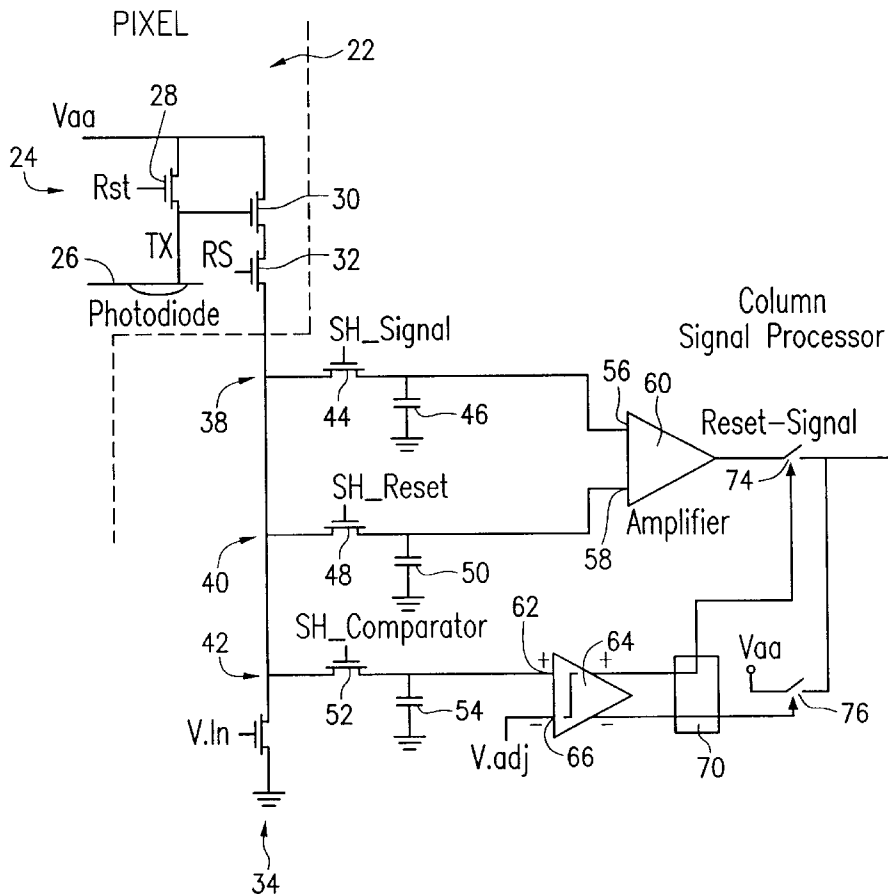 PIXEL
22
Vaa
28
24
Rst
30
TX
RS
32
26
Photodiode
Column
Signal Processor
SH_Signal
38
44
46
56
60
Reset-Signal
74
SH_Reset
Amplifier
58
40
48
50
SH_Comparator
62
64
42
+
+
Vaa
52
54
76
V.In
V.adj
-
-
66
70
34